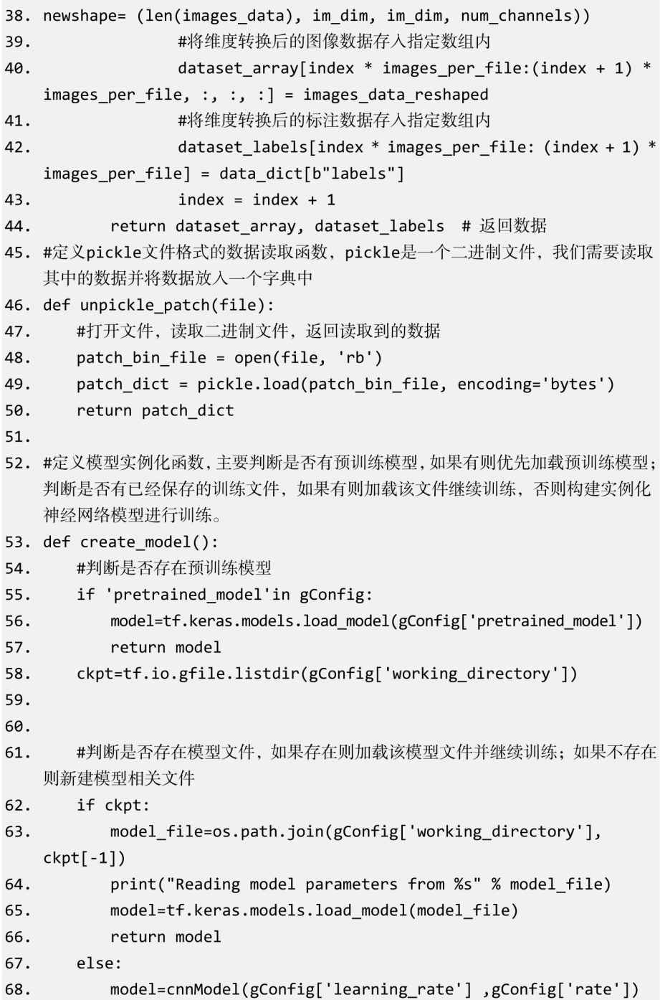 38. newshape= (len(images_data), im_dim, im_dim, num_channels))
39. #将维度转换后的图像数据存入指定数组内
40. dataset_array[index * images_per_file:(index + 1) *
images_per_file, :, :, :] = images_data_reshaped
41. #将维度转换后的标注数据存入指定数组内
42. dataset_labels[index * images_per_file: (index + 1) *
images_per_file] = data_dict[b"labels"]
43. index = index + 1
44. return dataset_array, dataset_labels # 返回数据
45. #定义pickle文件格式的数据读取函数，pickle是一个二进制文件，我们需要读取
其中的数据并将数据放入一个字典中
46. def unpickle_patch(file):
47. #打开文件，读取二进制文件，返回读取到的数据
48. patch_bin_file = open(file, 'rb')
49. patch_dict = pickle.load(patch_bin_file, encoding='bytes')
50. return patch_dict
51.
52. #定义模型实例化函数，主要判断是否有预训练模型，如果有则优先加载预训练模型；
判断是否有已经保存的训练文件，如果有则加载该文件继续训练，否则构建实例化
神经网络模型进行训练。
53. def create_model():
54. #判断是否存在预训练模型
55. if 'pretrained_model'in gConfig:
56. model=tf.keras.models.load_model(gConfig['pretrained_model'])
57. return model
58. ckpt=tf.io.gfile.listdir(gConfig['working_directory'])
59.
60.
61. #判断是否存在模型文件，如果存在则加载该模型文件并继续训练；如果不存在
则新建模型相关文件
62. if ckpt:
63. model_file=os.path.join(gConfig['working_directory'],
ckpt[-1])
64. print("Reading model parameters from %s" % model_file)
65. model=tf.keras.models.load_model(model_file)
66. return model
67. else:
68. model=cnnModel(gConfig['learning_rate'] ,gConfig['rate'])